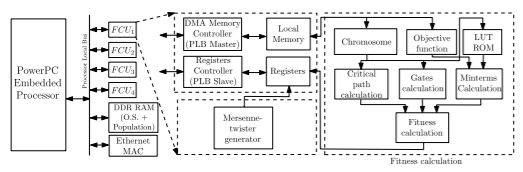 PowerPC
Embedded
Processor
Processor Local Bus
FCU1
FCU2
FCU3
FCU4
DDR RAM
(O.S. +
Population)
Ethernet
MAC
DMA Memory
Controller
(PLB Master)
Local
Memory
Registers
Controller
(PLB Slave)
Registers
Mersenne-
twister
generator
Chromosome
Objective
function
LUT
ROM
Critical
path
calculation
Gates
calculation
Minterms
Calculation
Fitness
calculation
Fitness calculation